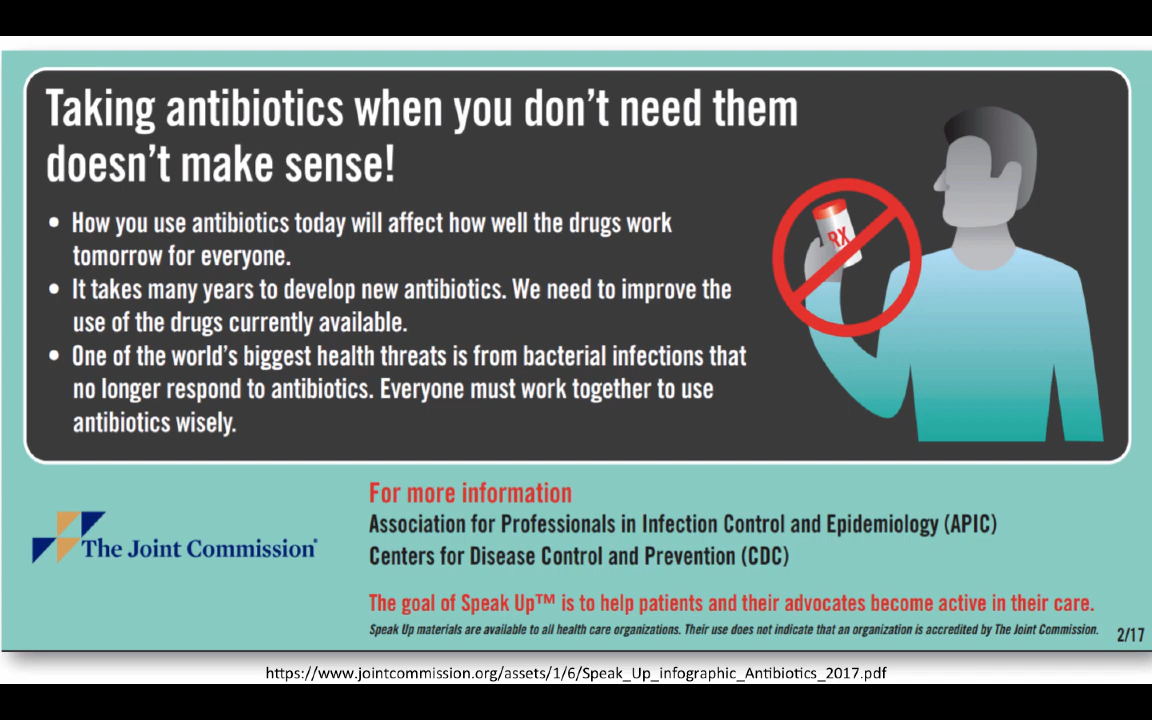 Taking antibiotics when you don't need them
doesn't make sense!
• How you use antibiotics today will affect how well the drugs work
tomorrow for everyone.
• It takes many years to develop new antibiotics. We need to improve the
use of the drugs currently available.
• One of the world's biggest health threats is from bacterial infections that
no longer respond to antibiotics. Everyone must work together to use
antibiotics wisely.
RX
For more information
Association for Professionals in Infection Control and Epidemiology (APIC)
Centers for Disease Control and Prevention (CDC)
The Joint Commission®
The goal of Speak Up™ is to help patients and their advocates become active in their care.
Speak Up materials are available to all health care organizations. Their use does not indicate that an organization is accredited by The Joint Commission.
2/17
https://www.jointcommission.org/assets/1/6/Speak_Up_infographic_Antibiotics_2017.pdf